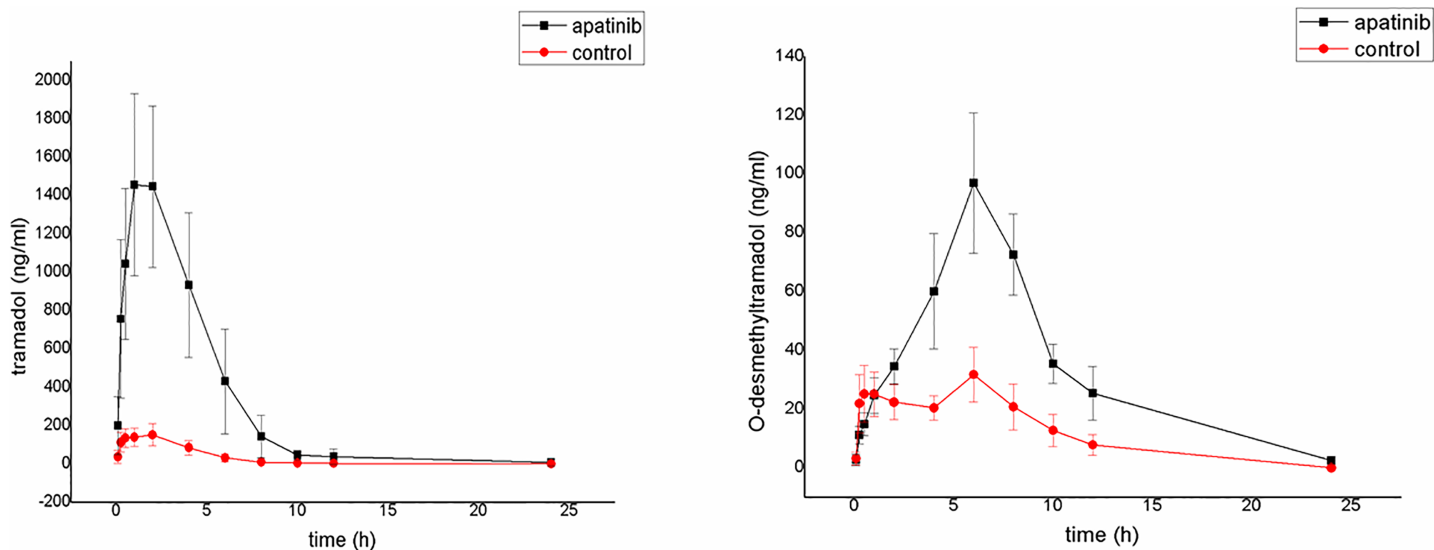 apatinib
control
2000
1800
1600
1400
1200
1000
800
600
400
200
0
-200
tramadol (ng/ml)
0 5 10 15 20 25
time (h)
apatinib
control
140
120
100
80
60
40
20
0
O-desmethyltramadol (ng/ml)
0 5 10 15 20 25
time (h)